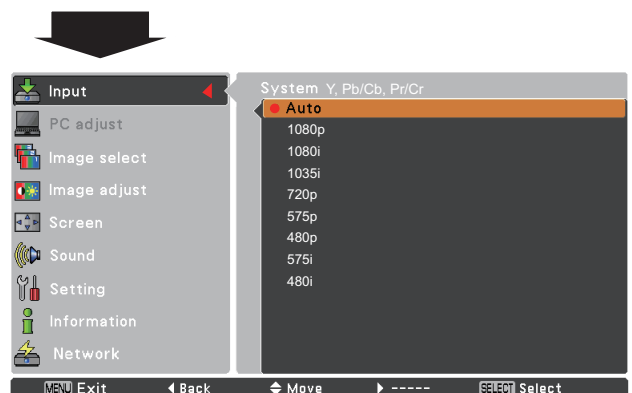 Input
PC adjust
Image select
Image adjust
Screen
Sound
Setting
Information
Network
System Y, Pb/Cb, Pr/Cr
Auto
1080p
1080i
1035i
720p
575p
480p
575i
480i
MENU Exit Back Move ----- SELECT Select